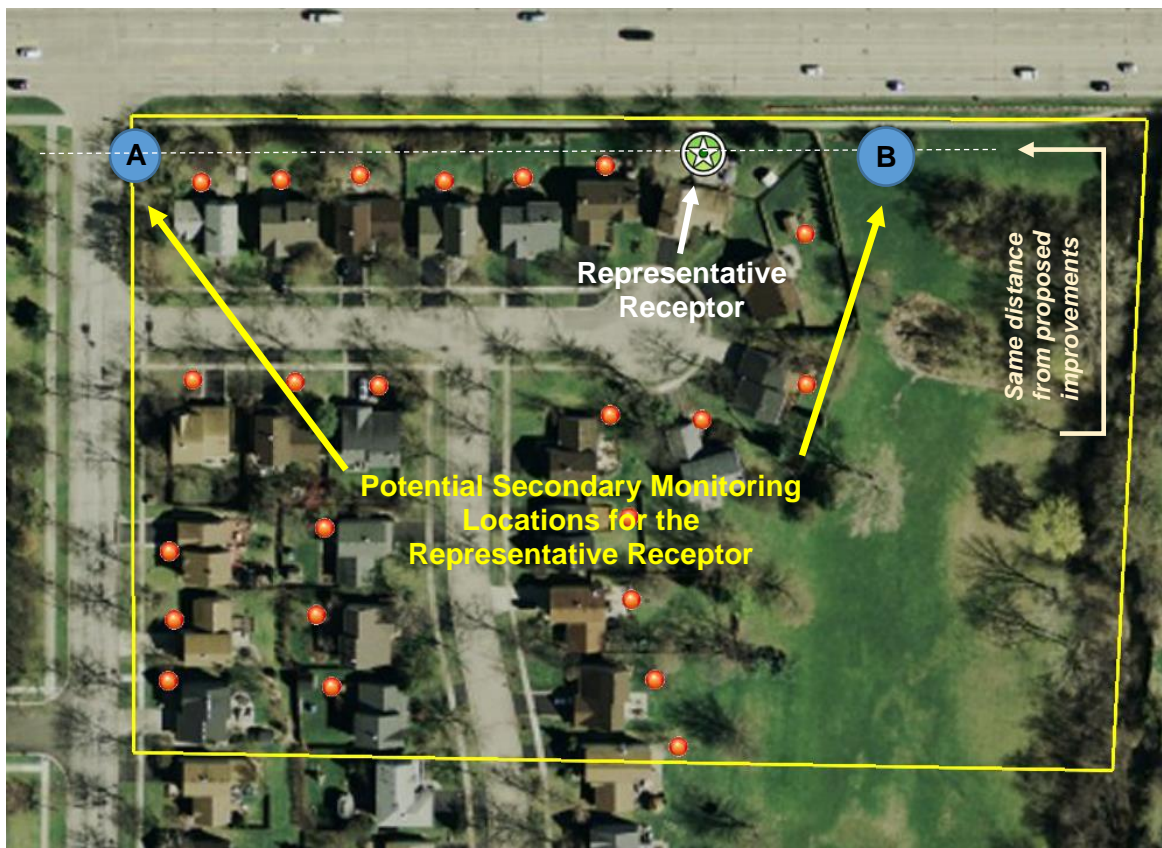 A
B
Representative
Receptor
Same distance
from proposed
improvements
Potential Secondary Monitoring
Locations for the
Representative Receptor